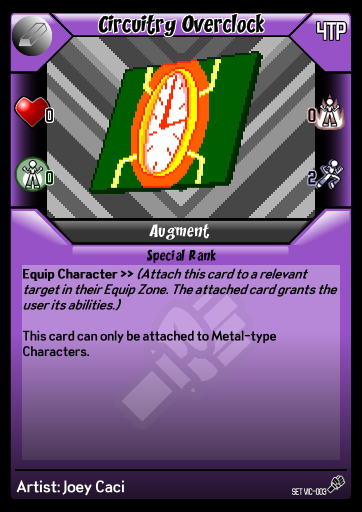 Circuitry Overclock
4TP
0
0
0
2
Augment
Special Rank
Equip Character >> (Attach this card to a relevant
target in their Equip Zone. The attached card grants the
user its abilities.)
This card can only be attached to Metal-type
Characters.
Artist: Joey Caci
SET VIC-003